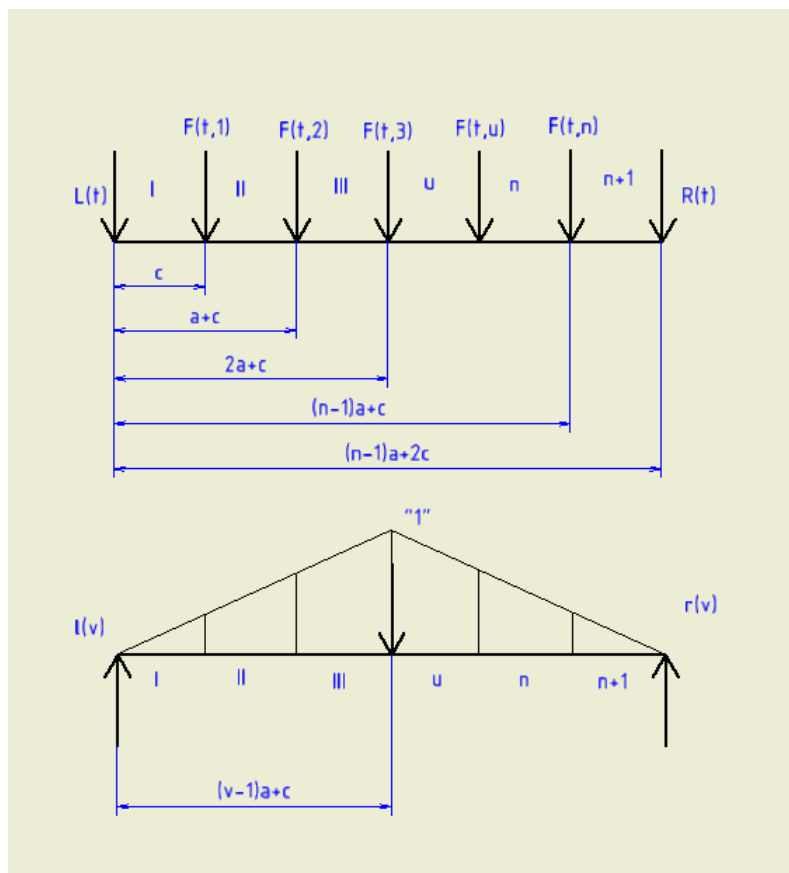 F(t,1) F(t,2) F(t,3) F(t,u) F(t,n)
L(t) I II III u n n+1 R(t)
c
a+c
2a+c
(n-1)a+c
(n-1)a+2c
"1"
l(v) r(v)
I II III u n n+1
(v-1)a+c